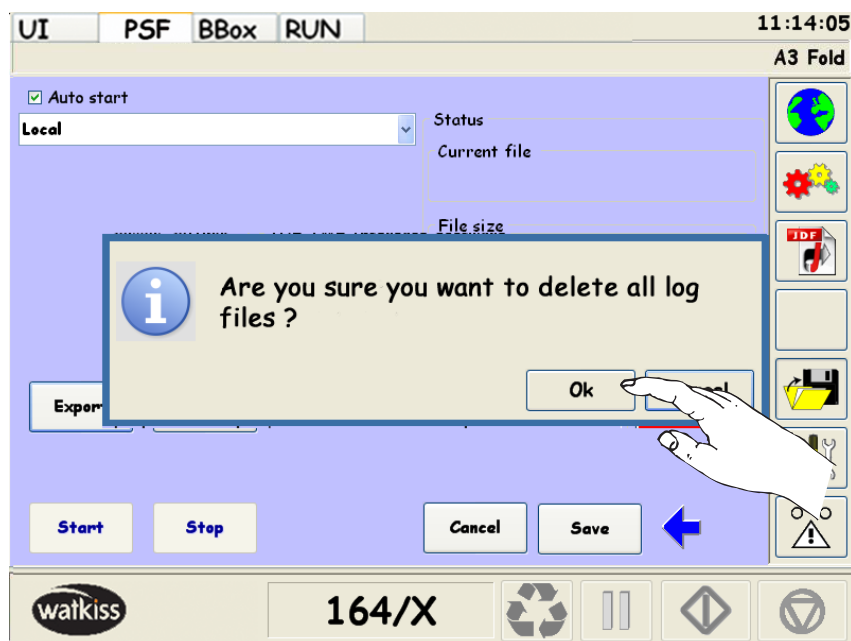 UI PSF BBox RUN 11:14:05
A3 Fold
Auto start
Local
Status
Current file
File size
JDF
Are you sure you want to delete all log
files ?
Ok
Export
Start Stop Cancel Save
watkiss 164/X